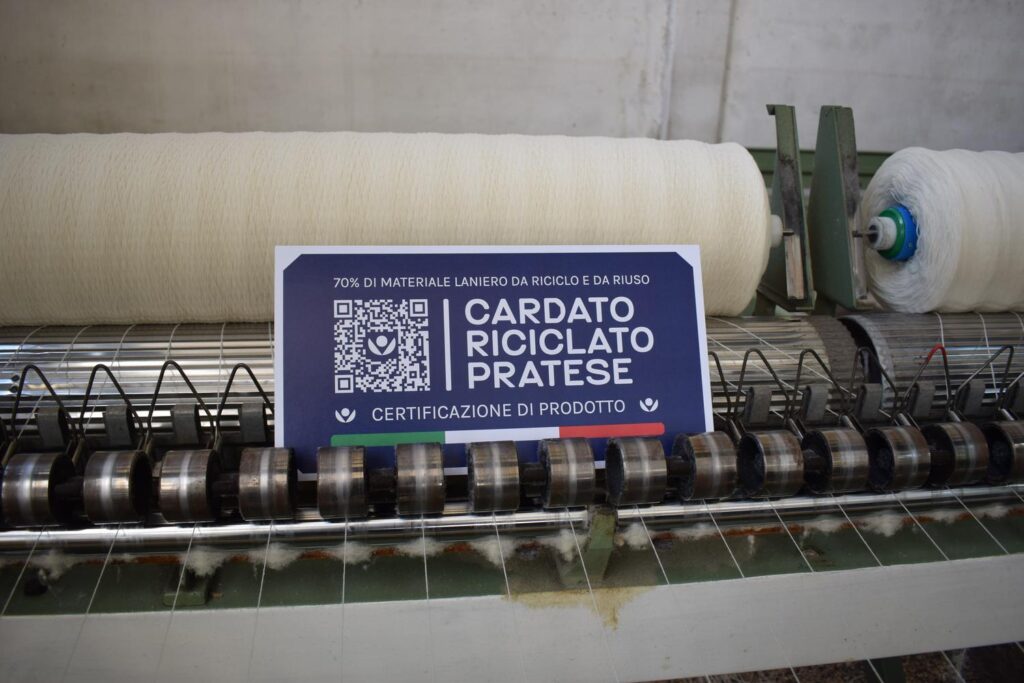 70% DI MATERIALE LANIERO DA RICICLO E DA RIUSO
CARDATO
RICICLATO
PRATESE
CERTIFICAZIONE DI PRODOTTO